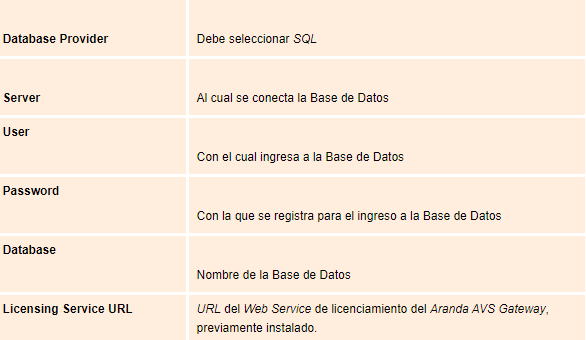 Database Provider
Debe seleccionar SQL
Server
Al cual se conecta la Base de Datos
User
Con el cual ingresa a la Base de Datos
Password
Con la que se registra para el ingreso a la Base de Datos
Database
Nombre de la Base de Datos
Licensing Service URL
URL del Web Service de licenciamiento del Aranda AVS Gateway,
previamente instalado.